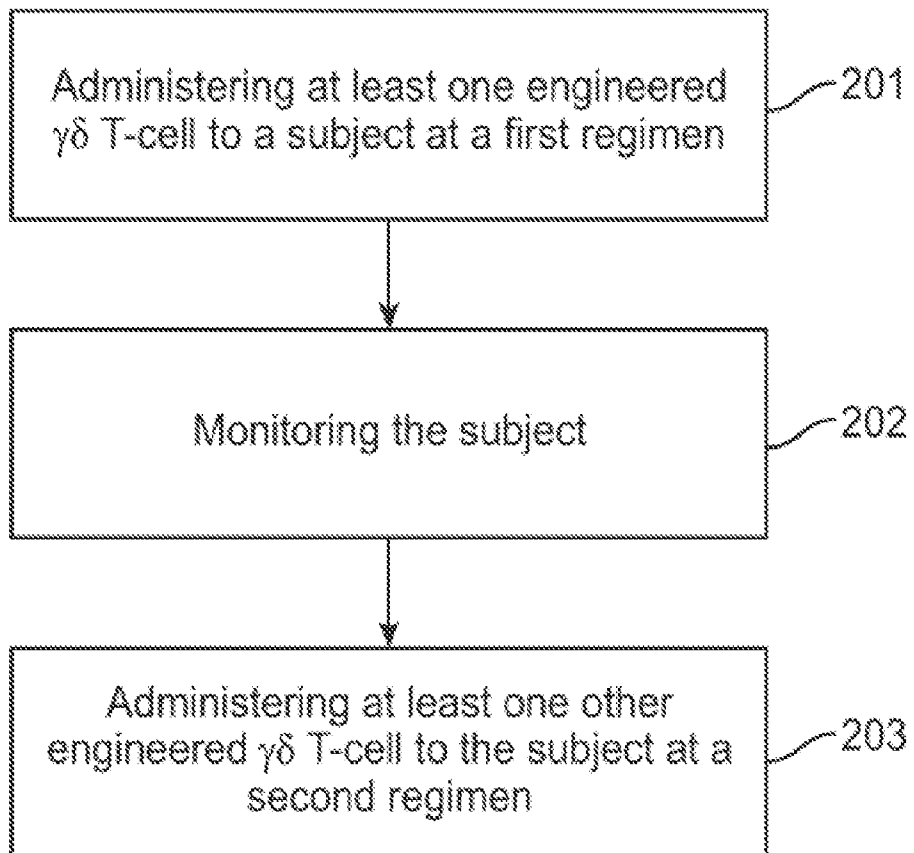 Administering at least one engineered
γδ T-cell to a subject at a first regimen
201
Monitoring the subject
202
Administering at least one other
engineered γδ T-cell to the subject at a
second regimen
203